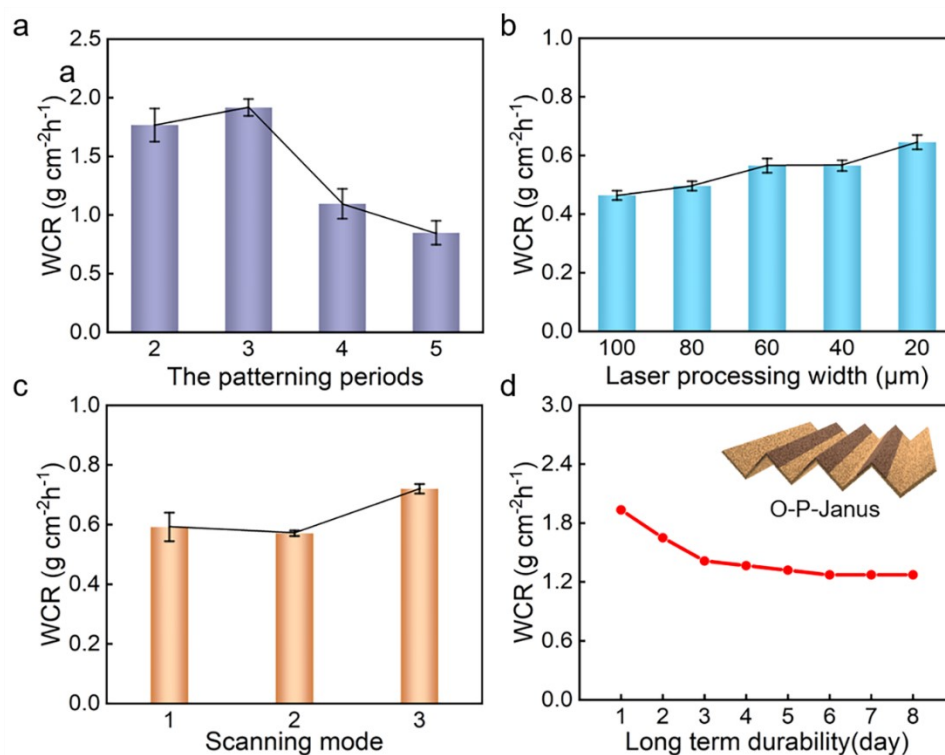 a
2.5
a
2.0
1.5
1.0
0.5
0.0
WCR (g cm⁻²h⁻¹)
2 3 4 5
The patterning periods
b
1.0
0.8
0.6
0.4
0.2
0.0
WCR (g cm⁻²h⁻¹)
100 80 60 40 20
Laser processing width (μm)
c
1.0
0.8
0.6
0.4
0.2
0.0
WCR (g cm⁻²h⁻¹)
1 2 3
Scanning mode
d
3.0
2.4
1.8
1.2
0.6
0.0
WCR (g cm⁻²h⁻¹)
O-P-Janus
1 2 3 4 5 6 7 8
Long term durability(day)